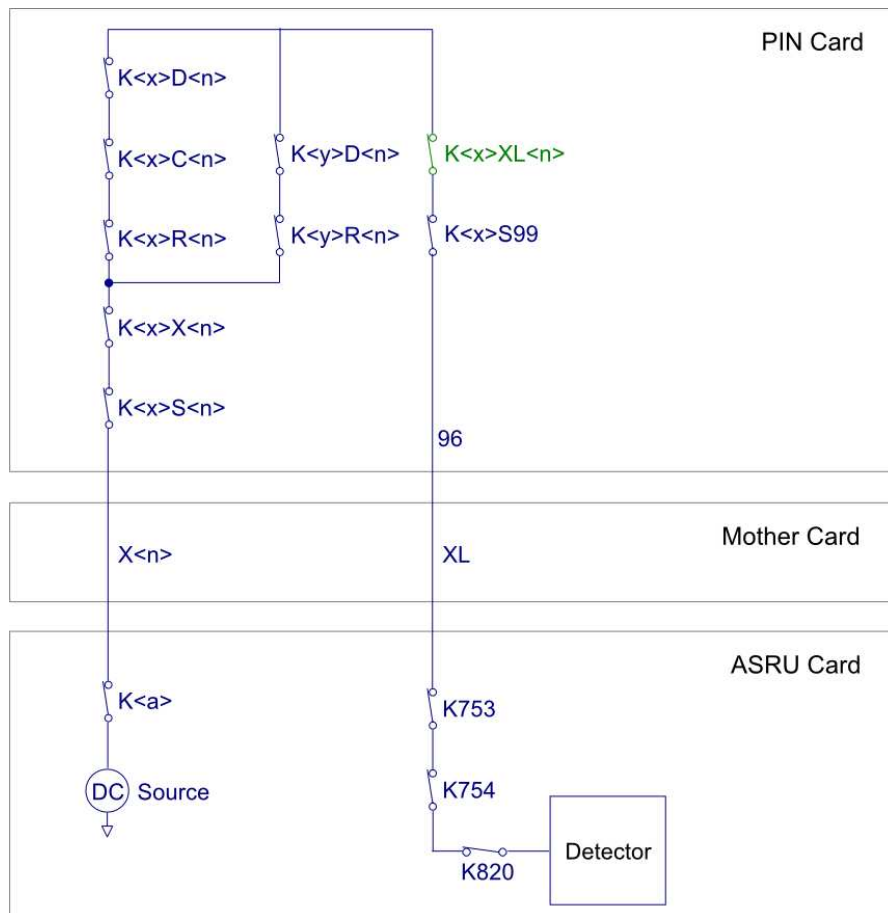 PIN Card
K<x>D<n>
K<x>C<n>
K<y>D<n>
K<x>XL<n>
K<x>R<n>
K<y>R<n>
K<x>S99
K<x>X<n>
K<x>S<n>
96
Mother Card
X<n>
XL
ASRU Card
K<a>
K753
DC
Source
K754
Detector
K820